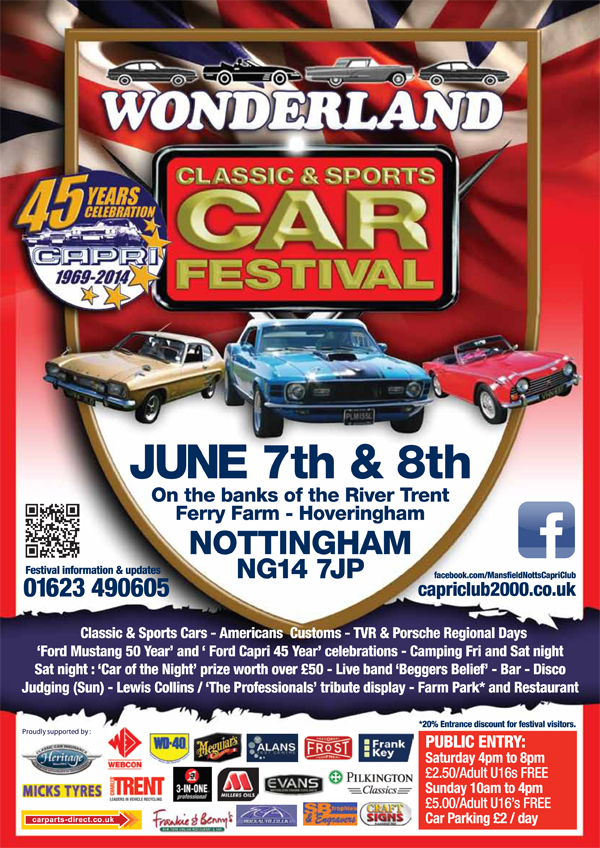 WONDERLAND
CLASSIC & SPORTS
CAR
FESTIVAL
45 YEARS
CELEBRATION
CAPRI
1969-2014
JUNE 7th & 8th
On the banks of the River Trent
Ferry Farm - Hoveringham
NOTTINGHAM
NG14 7JP
Festival information & updates
01623 490605
facebook.com/MansfieldNottsCapriClub
capriclub2000.co.uk
Classic & Sports Cars - Americans Customs - TVR & Porsche Regional Days
‘Ford Mustang 50 Year’ and ‘ Ford Capri 45 Year’ celebrations - Camping Fri and Sat night
Sat night : ‘Car of the Night’ prize worth over £50 - Live band ‘Beggers Belief’ - Bar - Disco
Judging (Sun) - Lewis Collins / ‘The Professionals’ tribute display - Farm Park* and Restaurant
*20% Entrance discount for festival visitors.
Proudly supported by :
CLASSIC CAR INSURANCE
Heritage
WEBCON
WD-40
Meguiar's
ALANS
FROST
Frank
Key
MICKS TYRES
TRENT
LEADERS IN VEHICLE RECYCLING
3-IN-ONE
professional
MILLERS OILS
EVANS
PILKINGTON
Classics
carparts-direct.co.uk
Frankie & Benny's
NEW YORK ITALIAN RESTAURANT & BAR
SB Trophies
& Engravers
CRAFT
SIGNS
PUBLIC ENTRY:
Saturday 4pm to 8pm
£2.50/Adult U16s FREE
Sunday 10am to 4pm
£5.00/Adult U16’s FREE
Car Parking £2 / day